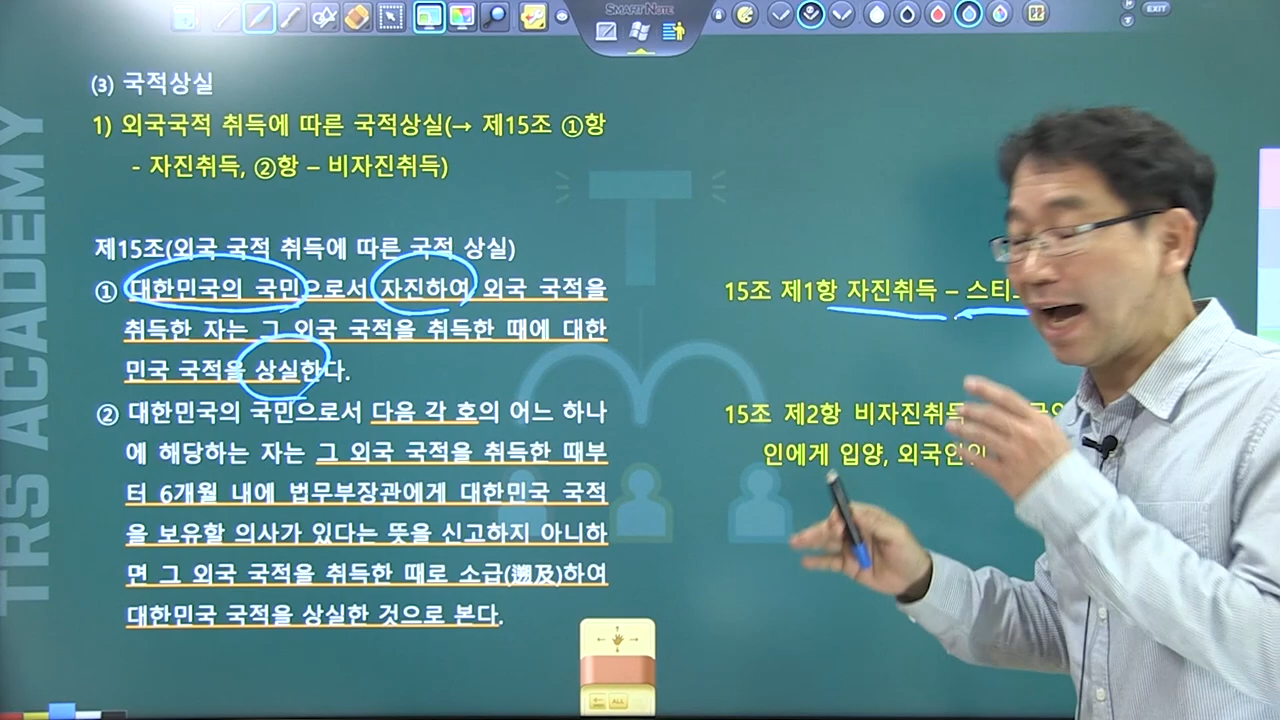 SMART NOTE
EXIT
TRS ACADEMY
(3) 국적상실
1) 외국국적 취득에 따른 국적상실(→ 제15조 ①항
- 자진취득, ②항 – 비자진취득)
제15조(외국 국적 취득에 따른 국적 상실)
① 대한민국의 국민으로서 자진하여 외국 국적을
취득한 자는 그 외국 국적을 취득한 때에 대한
민국 국적을 상실한다.
② 대한민국의 국민으로서 다음 각 호의 어느 하나
에 해당하는 자는 그 외국 국적을 취득한 때부
터 6개월 내에 법무부장관에게 대한민국 국적
을 보유할 의사가 있다는 뜻을 신고하지 아니하
면 그 외국 국적을 취득한 때로 소급(遡及)하여
대한민국 국적을 상실한 것으로 본다.
15조 제1항 자진취득 – 스티
15조 제2항 비자진취득
인에게 입양, 외국인
ALL